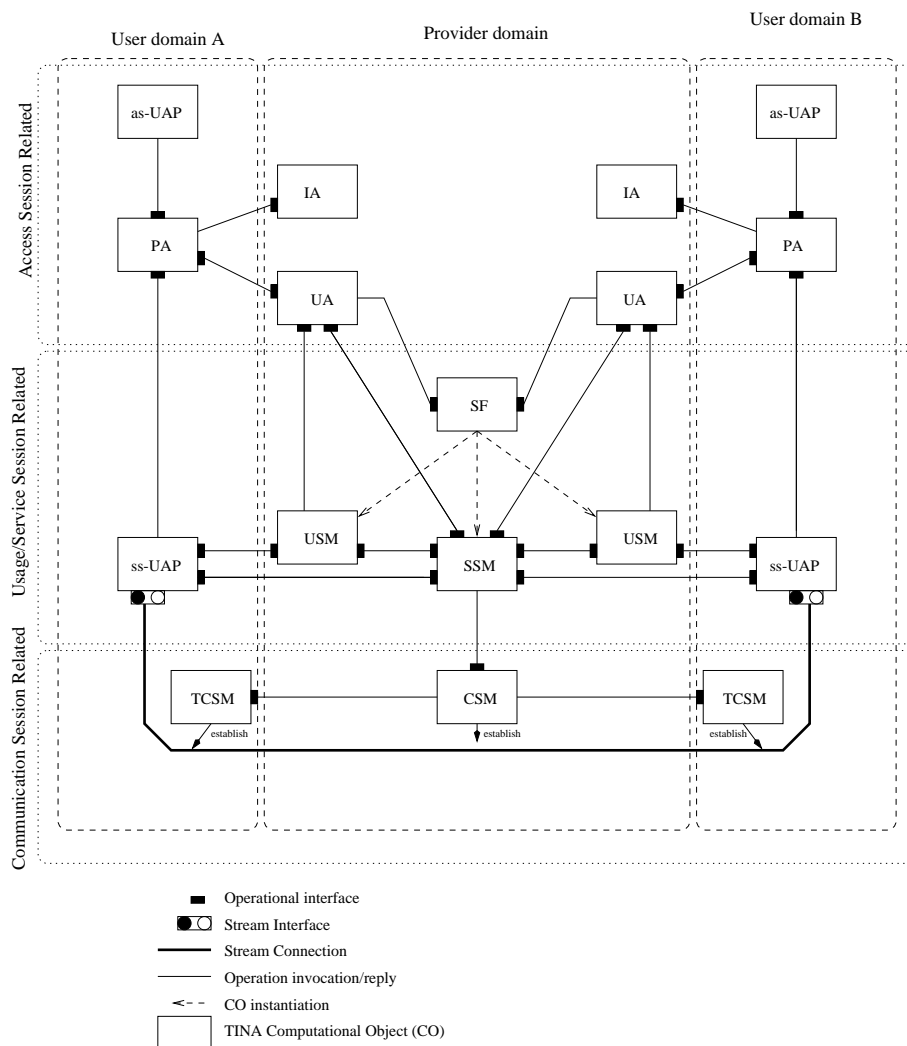 User domain A
Provider domain
User domain B
Access Session Related
as-UAP
as-UAP
IA
IA
PA
PA
UA
UA
Usage/Service Session Related
SF
USM
USM
ss-UAP
SSM
ss-UAP
Communication Session Related
TCSM
CSM
TCSM
establish
establish
establish
Operational interface
Stream Interface
Stream Connection
Operation invocation/reply
CO instantiation
TINA Computational Object (CO)